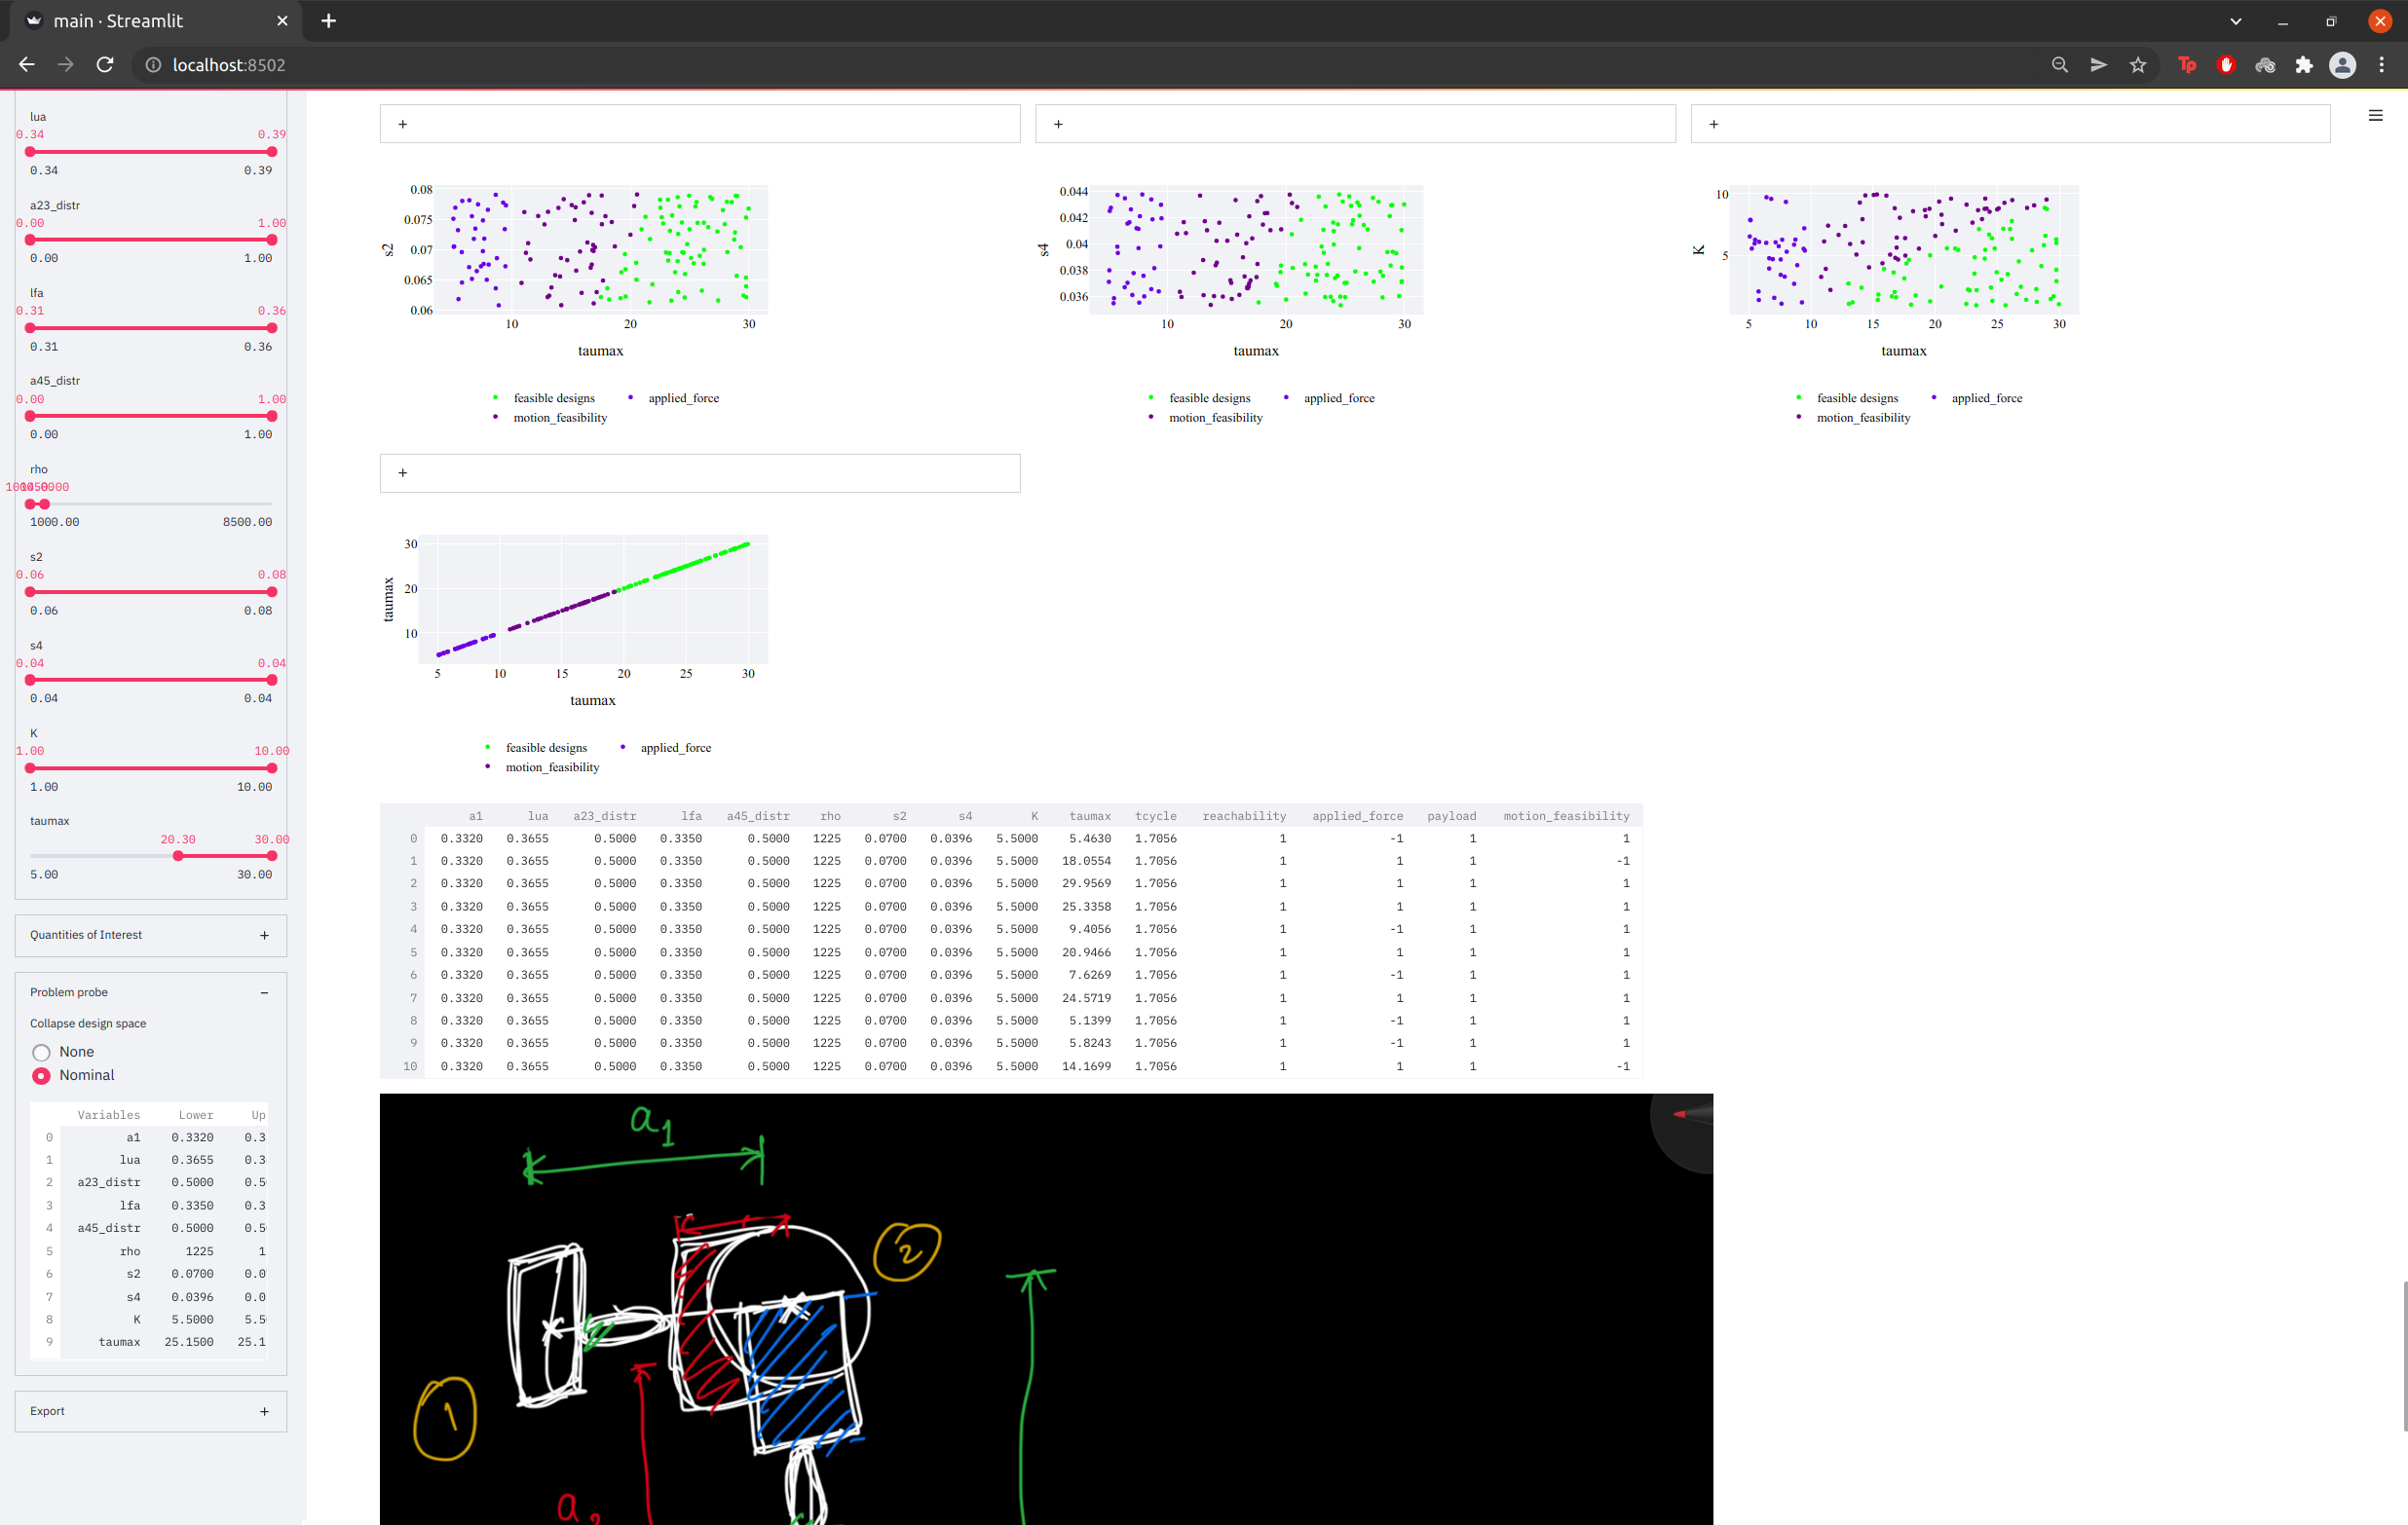 main · Streamlit
localhost:8502
lua
0.34 0.39
0.34 0.39
a23_distr
0.00 1.00
0.00 1.00
lfa
0.31 0.36
0.31 0.36
a45_distr
0.00 1.00
0.00 1.00
rho
1000.00 8500.00
s2
0.06 0.08
0.06 0.08
s4
0.04 0.04
0.04 0.04
K
1.00 10.00
1.00 10.00
taumax
20.30 30.00
5.00 30.00
Quantities of Interest +
Problem probe −
Collapse design space
None
Nominal
Variables Lower Up
0 a1 0.3320 0.3
1 lua 0.3655 0.3
2 a23_distr 0.5000 0.5
3 lfa 0.3350 0.3
4 a45_distr 0.5000 0.5
5 rho 1225 1
6 s2 0.0700 0.0
7 s4 0.0396 0.0
8 K 5.5000 5.5
9 taumax 25.1500 25.1
Export +
+ + +
0.08
0.075
0.07
0.065
0.06
s2
10 20 30
taumax
feasible designs applied_force
motion_feasibility
0.044
0.042
0.04
0.038
0.036
s4
10 20 30
taumax
feasible designs applied_force
motion_feasibility
10
5
K
5 10 15 20 25 30
taumax
feasible designs applied_force
motion_feasibility
+
30
20
10
taumax
5 10 15 20 25 30
taumax
feasible designs applied_force
motion_feasibility
a1 lua a23_distr lfa a45_distr rho s2 s4 K taumax tcycle reachability applied_force payload motion_feasibility
0 0.3320 0.3655 0.5000 0.3350 0.5000 1225 0.0700 0.0396 5.5000 5.4630 1.7056 1 -1 1 1
1 0.3320 0.3655 0.5000 0.3350 0.5000 1225 0.0700 0.0396 5.5000 18.0554 1.7056 1 1 1 -1
2 0.3320 0.3655 0.5000 0.3350 0.5000 1225 0.0700 0.0396 5.5000 29.9569 1.7056 1 1 1 1
3 0.3320 0.3655 0.5000 0.3350 0.5000 1225 0.0700 0.0396 5.5000 25.3358 1.7056 1 1 1 1
4 0.3320 0.3655 0.5000 0.3350 0.5000 1225 0.0700 0.0396 5.5000 9.4056 1.7056 1 -1 1 1
5 0.3320 0.3655 0.5000 0.3350 0.5000 1225 0.0700 0.0396 5.5000 20.9466 1.7056 1 1 1 1
6 0.3320 0.3655 0.5000 0.3350 0.5000 1225 0.0700 0.0396 5.5000 7.6269 1.7056 1 -1 1 1
7 0.3320 0.3655 0.5000 0.3350 0.5000 1225 0.0700 0.0396 5.5000 24.5719 1.7056 1 1 1 1
8 0.3320 0.3655 0.5000 0.3350 0.5000 1225 0.0700 0.0396 5.5000 5.1399 1.7056 1 -1 1 1
9 0.3320 0.3655 0.5000 0.3350 0.5000 1225 0.0700 0.0396 5.5000 5.8243 1.7056 1 -1 1 1
10 0.3320 0.3655 0.5000 0.3350 0.5000 1225 0.0700 0.0396 5.5000 14.1699 1.7056 1 1 1 -1
a1
2
1
a2